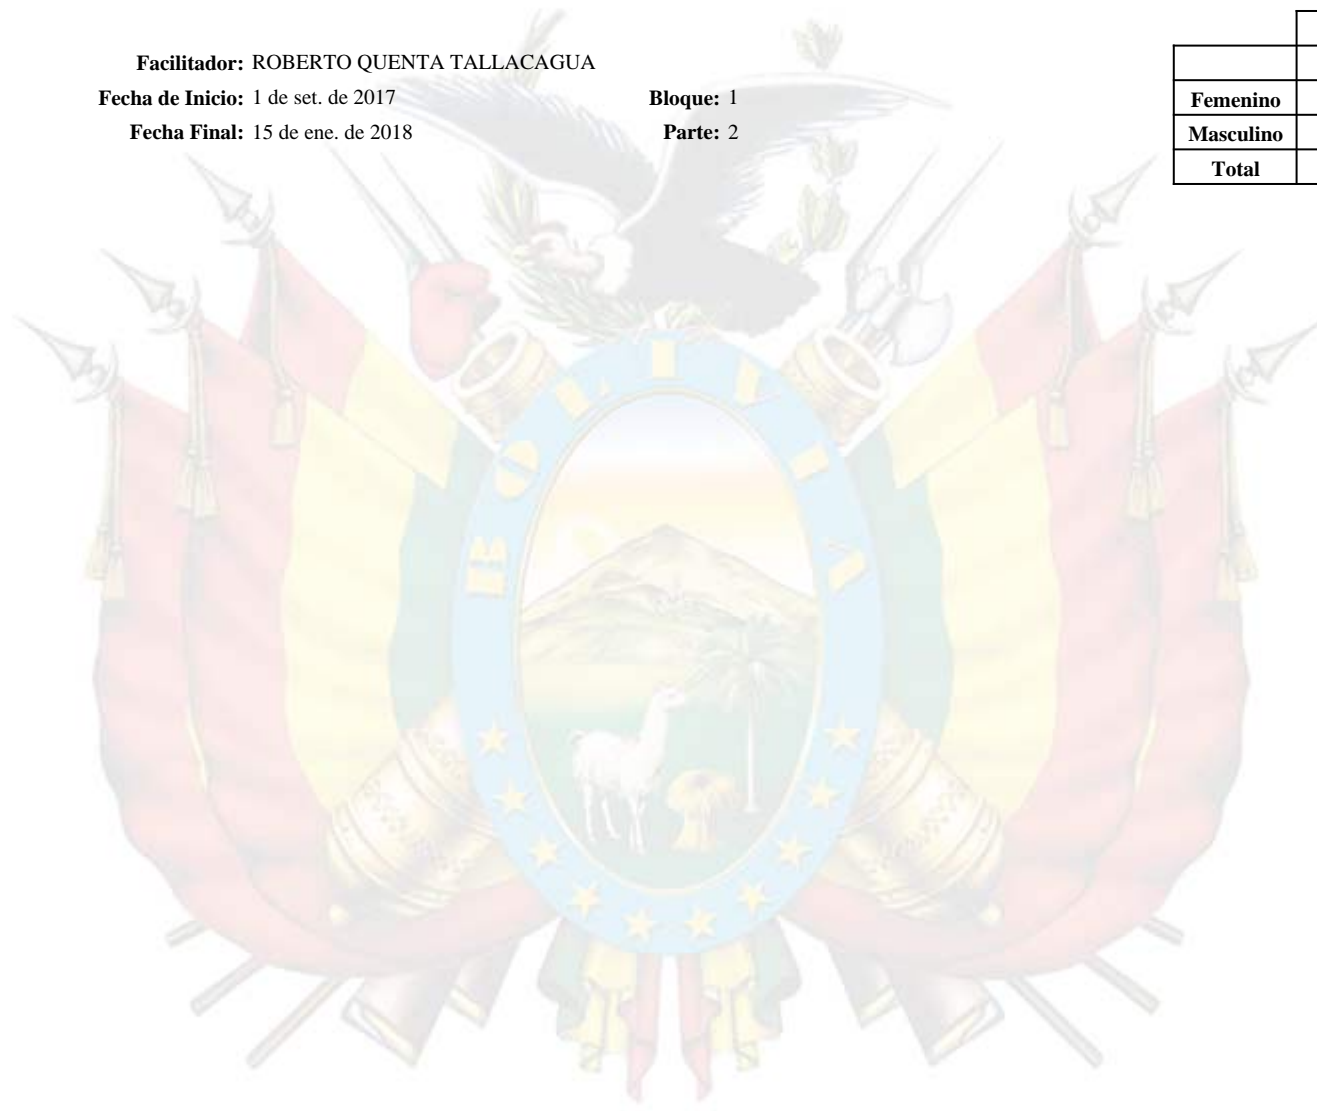 Facilitador: ROBERTO QUENTA TALLACAGUA
Fecha de Inicio: 1 de set. de 2017 Bloque: 1
Fecha Final: 15 de ene. de 2018 Parte: 2
Femenino
Masculino
Total
BOLIVIA